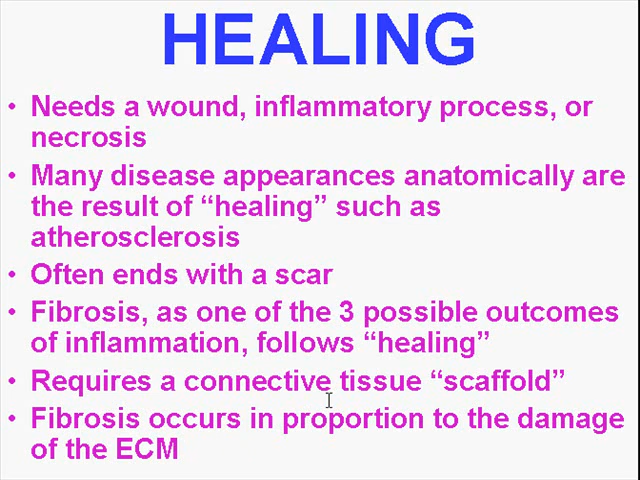 HEALING
• Needs a wound, inflammatory process, or
necrosis
• Many disease appearances anatomically are
the result of “healing” such as
atherosclerosis
• Often ends with a scar
• Fibrosis, as one of the 3 possible outcomes
of inflammation, follows “healing”
• Requires a connective tissue “scaffold”
• Fibrosis occurs in proportion to the damage
of the ECM